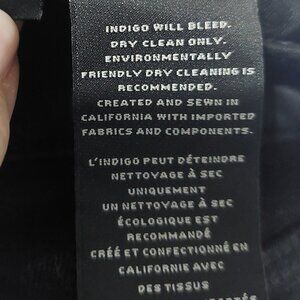 INDIGO WILL BLEED.
DRY CLEAN ONLY.
ENVIRONMENTALLY
FRIENDLY DRY CLEANING IS
RECOMMENDED.
CREATED AND SEWN IN
CALIFORNIA WITH IMPORTED
FABRICS AND COMPONENTS.
L'INDIGO PEUT DÉTEINDRE
NETTOYAGE À SEC
UNIQUEMENT
UN NETTOYAGE À SEC
ÉCOLOGIQUE EST
RECOMMANDÉ
CRÉÉ ET CONFECTIONNÉ EN
CALIFORNIE AVEC
DES TISSUS